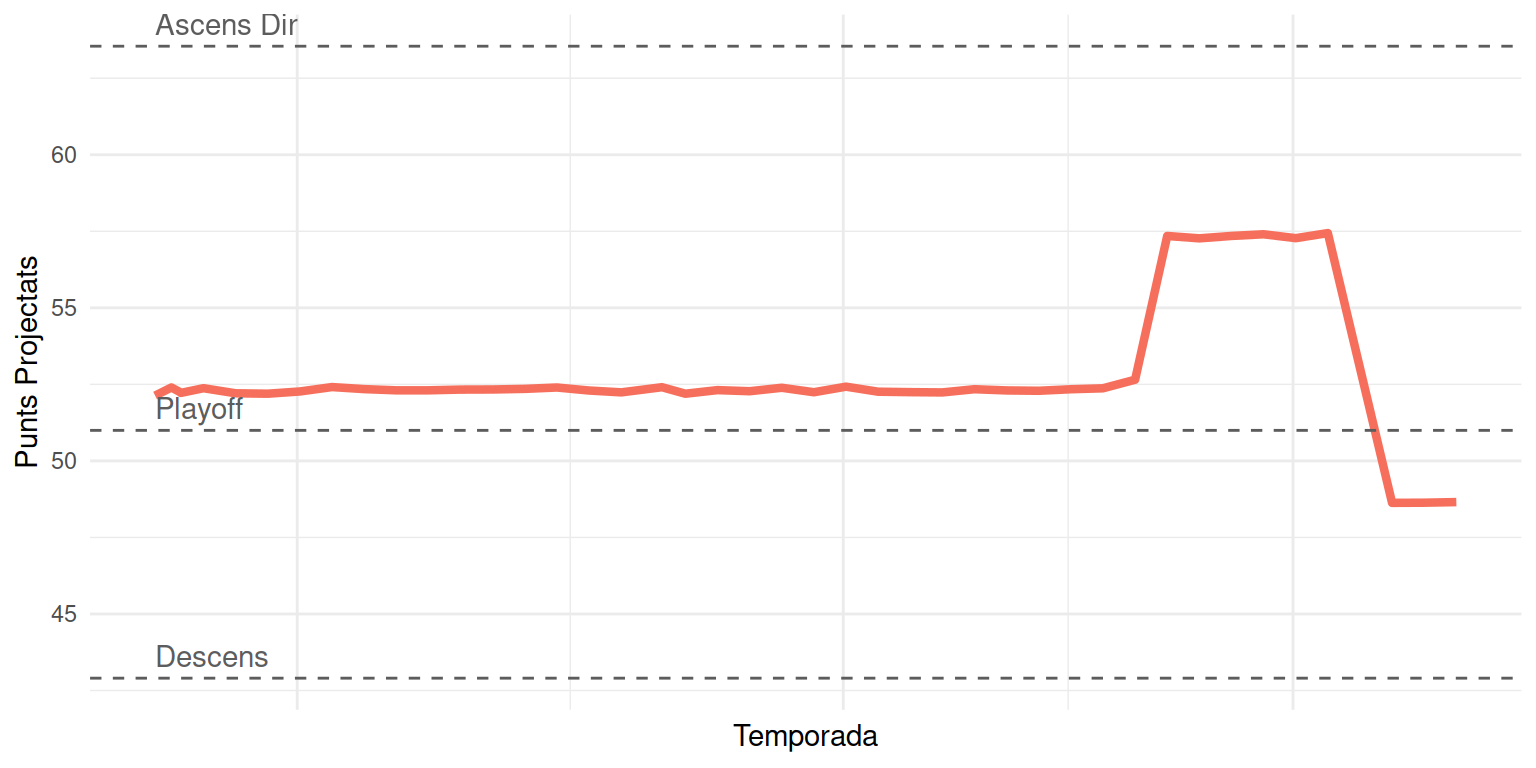 Ascens Dir
60
55
Playoff
50
45
Descens
Punts Projectats
Temporada